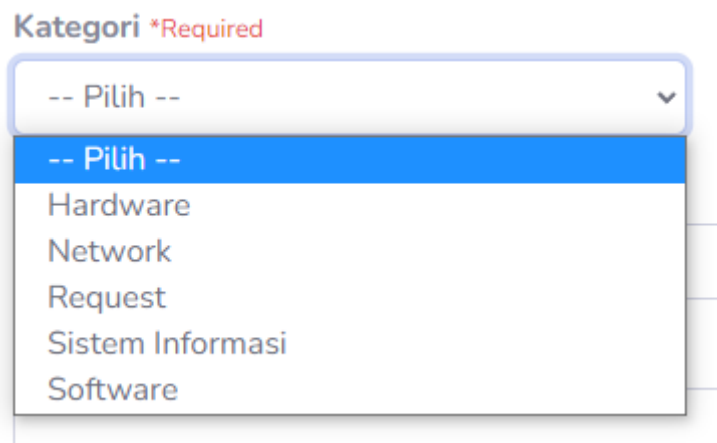 Kategori *Required
-- Pilih --
-- Pilih --
Hardware
Network
Request
Sistem Informasi
Software